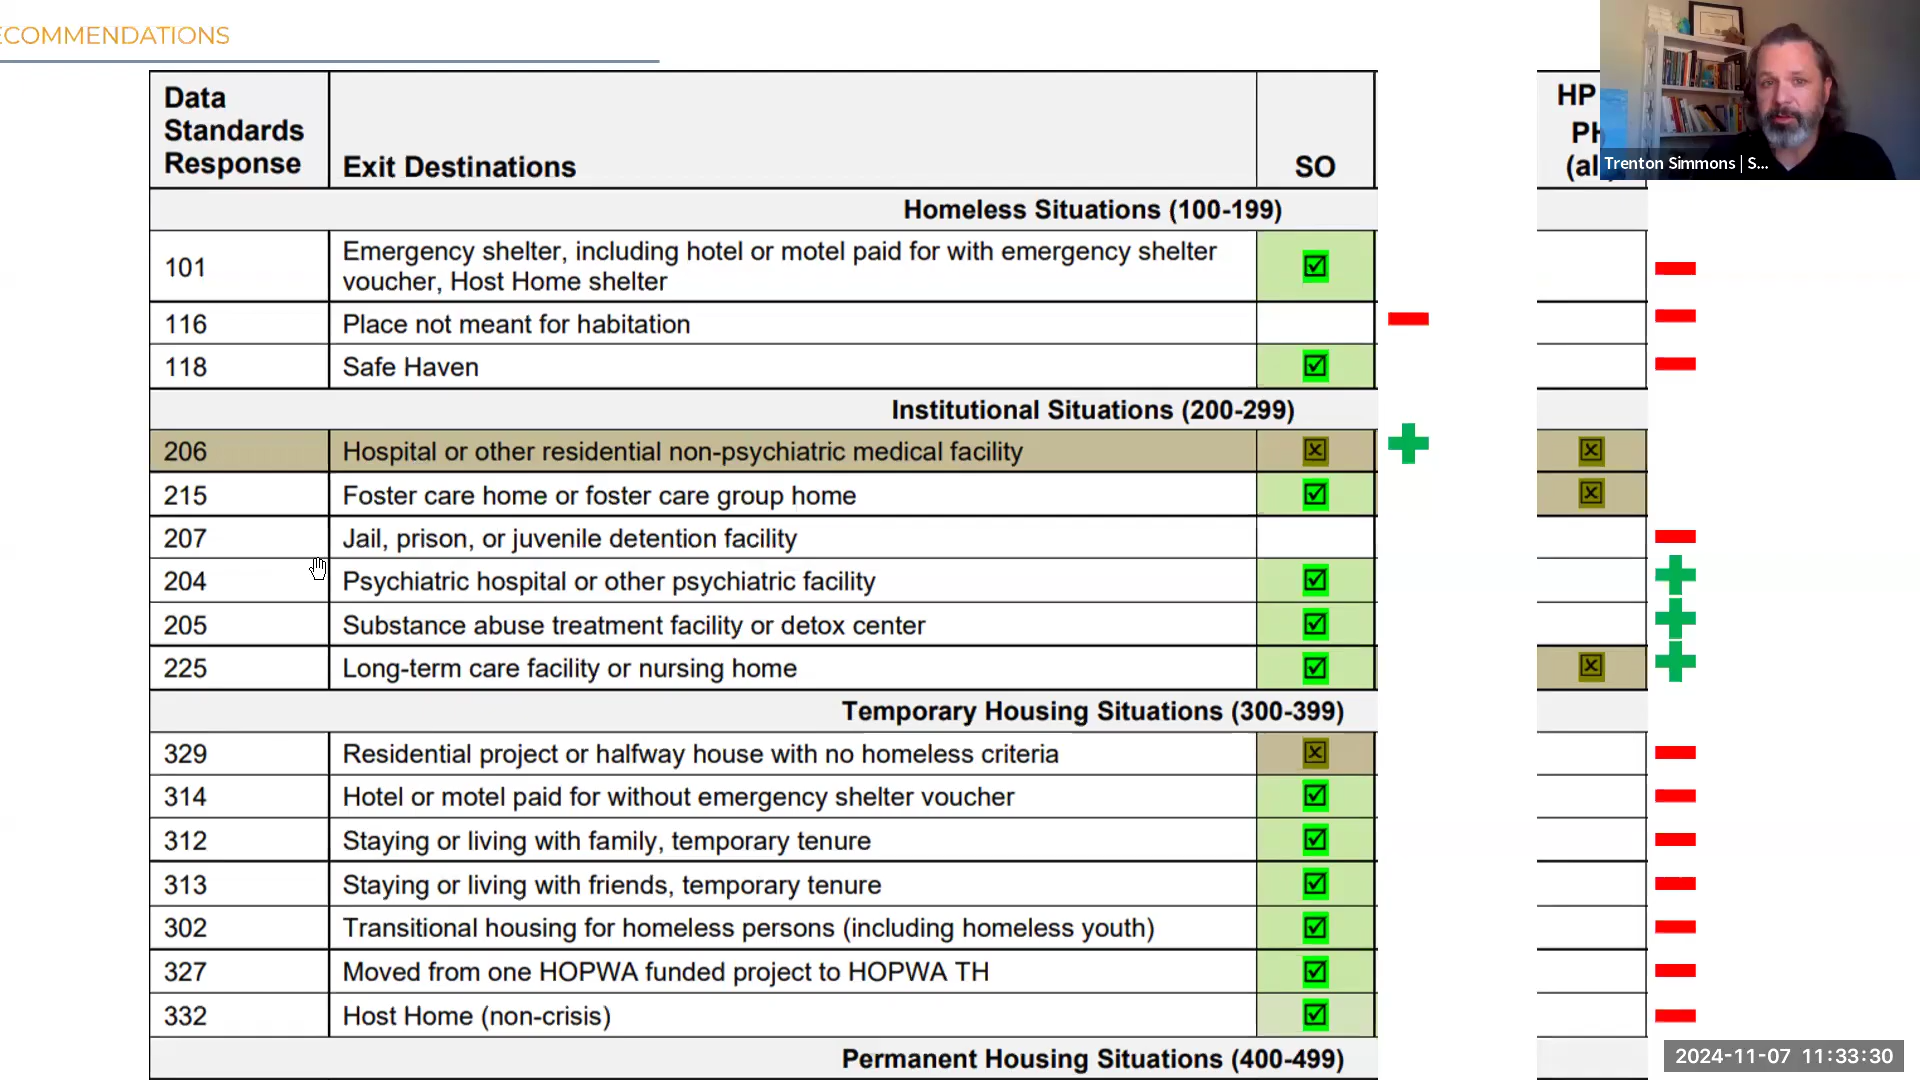 ECOMMENDATIONS
Data
Standards
Response
Exit Destinations
SO
HP
PH
(al
Trenton Simmons | S...
Homeless Situations (100-199)
101
Emergency shelter, including hotel or motel paid for with emergency shelter
voucher, Host Home shelter
116 Place not meant for habitation
118 Safe Haven
Institutional Situations (200-299)
206 Hospital or other residential non-psychiatric medical facility
215 Foster care home or foster care group home
207 Jail, prison, or juvenile detention facility
204 Psychiatric hospital or other psychiatric facility
205 Substance abuse treatment facility or detox center
225 Long-term care facility or nursing home
Temporary Housing Situations (300-399)
329 Residential project or halfway house with no homeless criteria
314 Hotel or motel paid for without emergency shelter voucher
312 Staying or living with family, temporary tenure
313 Staying or living with friends, temporary tenure
302 Transitional housing for homeless persons (including homeless youth)
327 Moved from one HOPWA funded project to HOPWA TH
332 Host Home (non-crisis)
Permanent Housing Situations (400-499)
2024-11-07 11:33:30